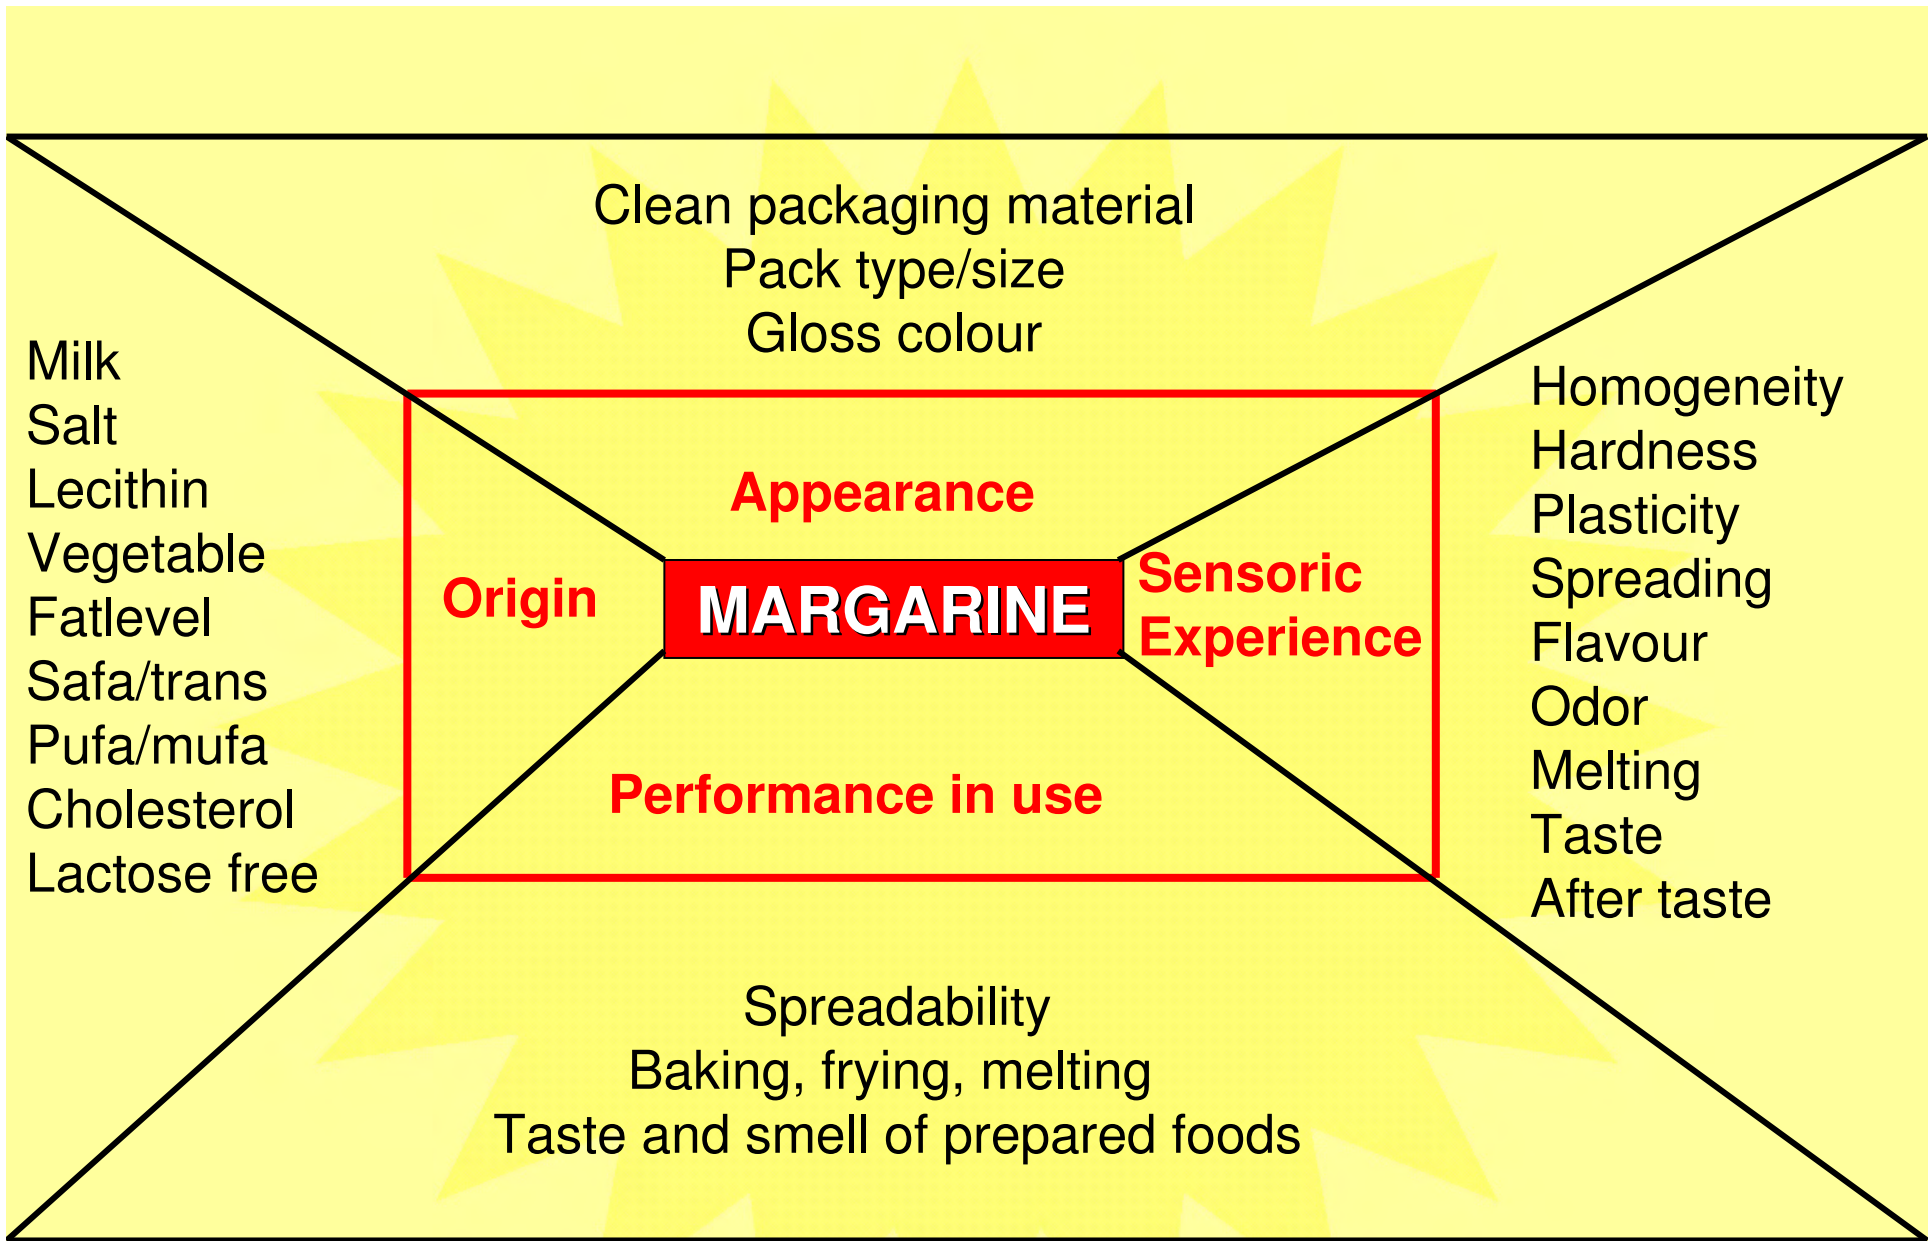 Clean packaging material
Pack type/size
Gloss colour
Milk
Salt
Lecithin
Vegetable
Fatlevel
Safa/trans
Pufa/mufa
Cholesterol
Lactose free
Appearance
Origin
MARGARINE
Sensoric
Experience
Performance in use
Homogeneity
Hardness
Plasticity
Spreading
Flavour
Odor
Melting
Taste
After taste
Spreadability
Baking, frying, melting
Taste and smell of prepared foods